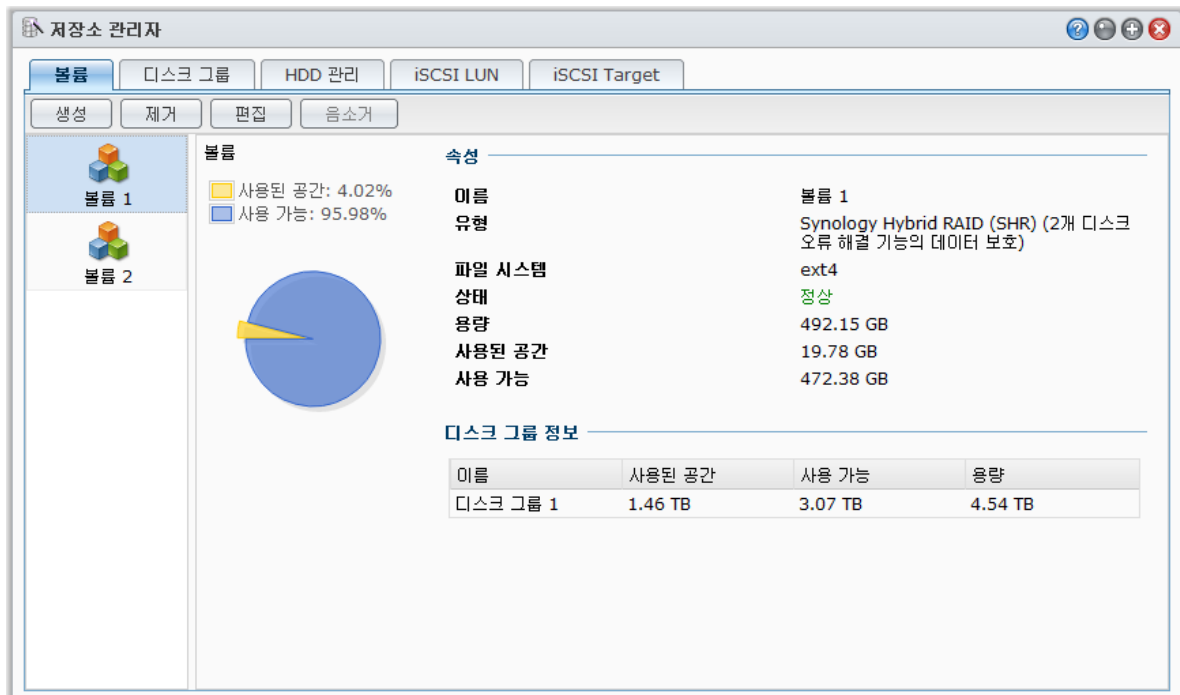 저장소 관리자
볼륨 디스크 그룹 HDD 관리 iSCSI LUN iSCSI Target
생성 제거 편집 음소거
볼륨 1
볼륨 2
볼륨
사용된 공간: 4.02%
사용 가능: 95.98%
속성
이름 볼륨 1
유형 Synology Hybrid RAID (SHR) (2개 디스크
오류 해결 기능의 데이터 보호)
파일 시스템 ext4
상태 정상
용량 492.15 GB
사용된 공간 19.78 GB
사용 가능 472.38 GB
디스크 그룹 정보
이름 사용된 공간 사용 가능 용량
디스크 그룹 1 1.46 TB 3.07 TB 4.54 TB